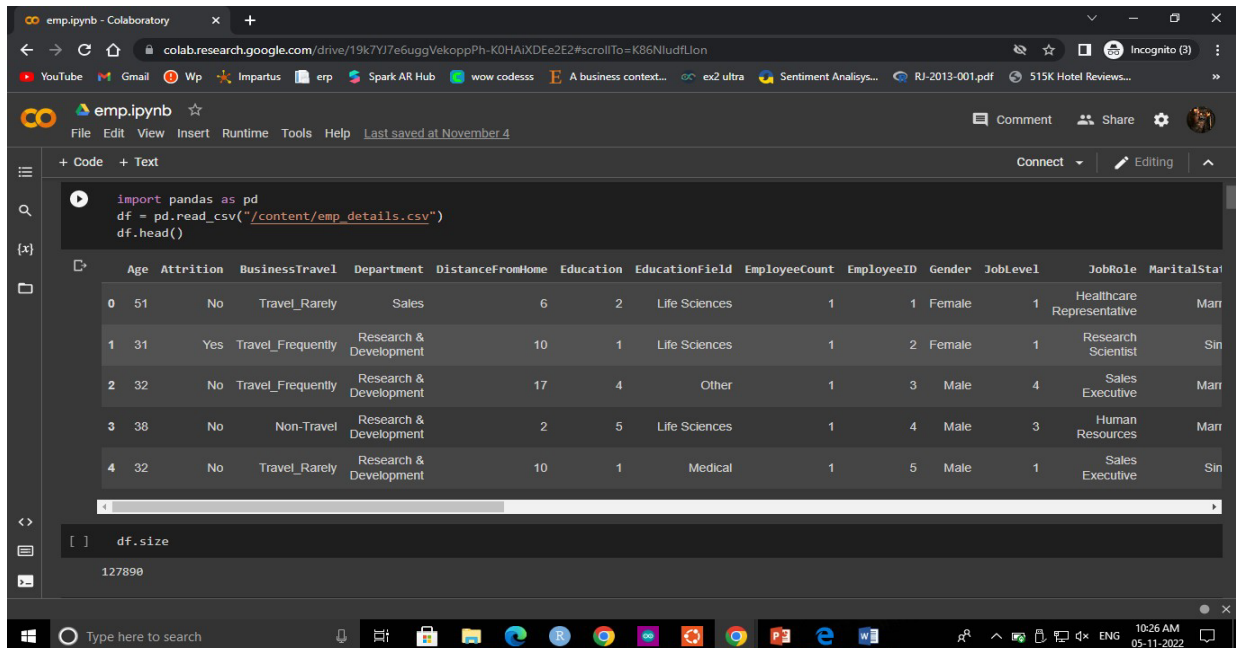 emp.ipynb - Colaboratory
colab.research.google.com/drive/19k7YJ7e6uggVekoppPh-K0HAiXDEe2E2#scrollTo=K86NIudfLIon
Incognito (3)
YouTube Gmail Wp Impartus erp Spark AR Hub wow codesss A business context... ex2 ultra Sentiment Analisys... RJ-2013-001.pdf 515K Hotel Reviews... »
emp.ipynb
Comment Share
File Edit View Insert Runtime Tools Help Last saved at November 4
+ Code + Text Connect Editing
import pandas as pd
df = pd.read_csv("/content/emp_details.csv")
df.head()
{x}
Age Attrition BusinessTravel Department DistanceFromHome Education EducationField EmployeeCount EmployeeID Gender JobLevel JobRole MaritalStat
0 51 No Travel_Rarely Sales 6 2 Life Sciences 1 1 Female 1 Healthcare Representative Marr
1 31 Yes Travel_Frequently Research & Development 10 1 Life Sciences 1 2 Female 1 Research Scientist Sin
2 32 No Travel_Frequently Research & Development 17 4 Other 1 3 Male 4 Sales Executive Marr
3 38 No Non-Travel Research & Development 2 5 Life Sciences 1 4 Male 3 Human Resources Marr
4 32 No Travel_Rarely Research & Development 10 1 Medical 1 5 Male 1 Sales Executive Sin
[ ] df.size
127890
Type here to search
ENG
10:26 AM
05-11-2022